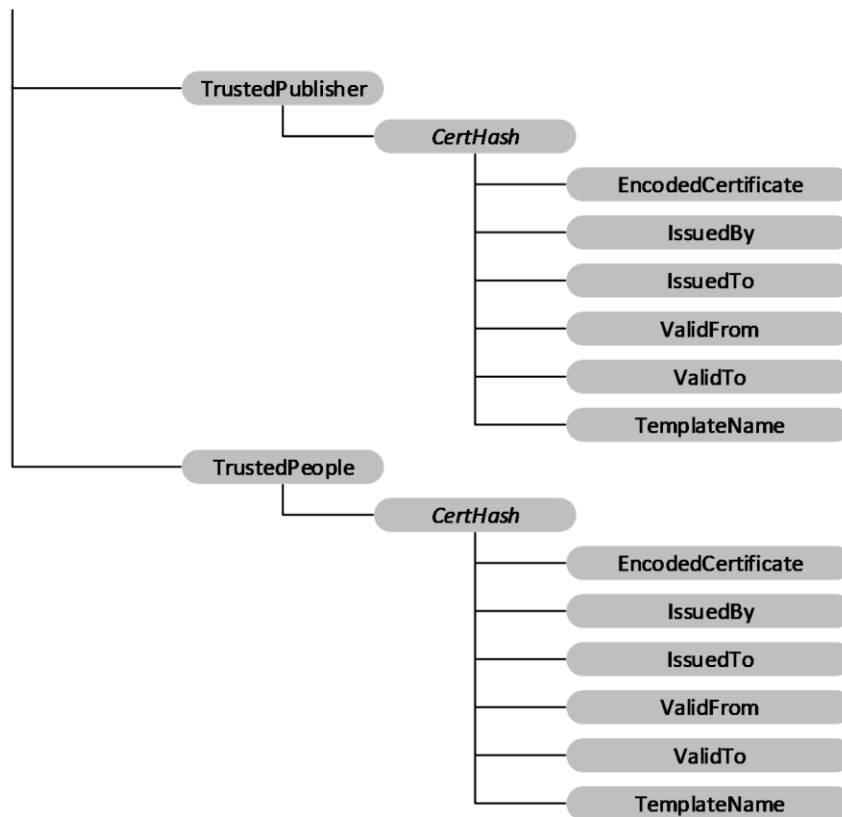 TrustedPublisher
CertHash
EncodedCertificate
IssuedBy
IssuedTo
ValidFrom
ValidTo
TemplateName
TrustedPeople
CertHash
EncodedCertificate
IssuedBy
IssuedTo
ValidFrom
ValidTo
TemplateName